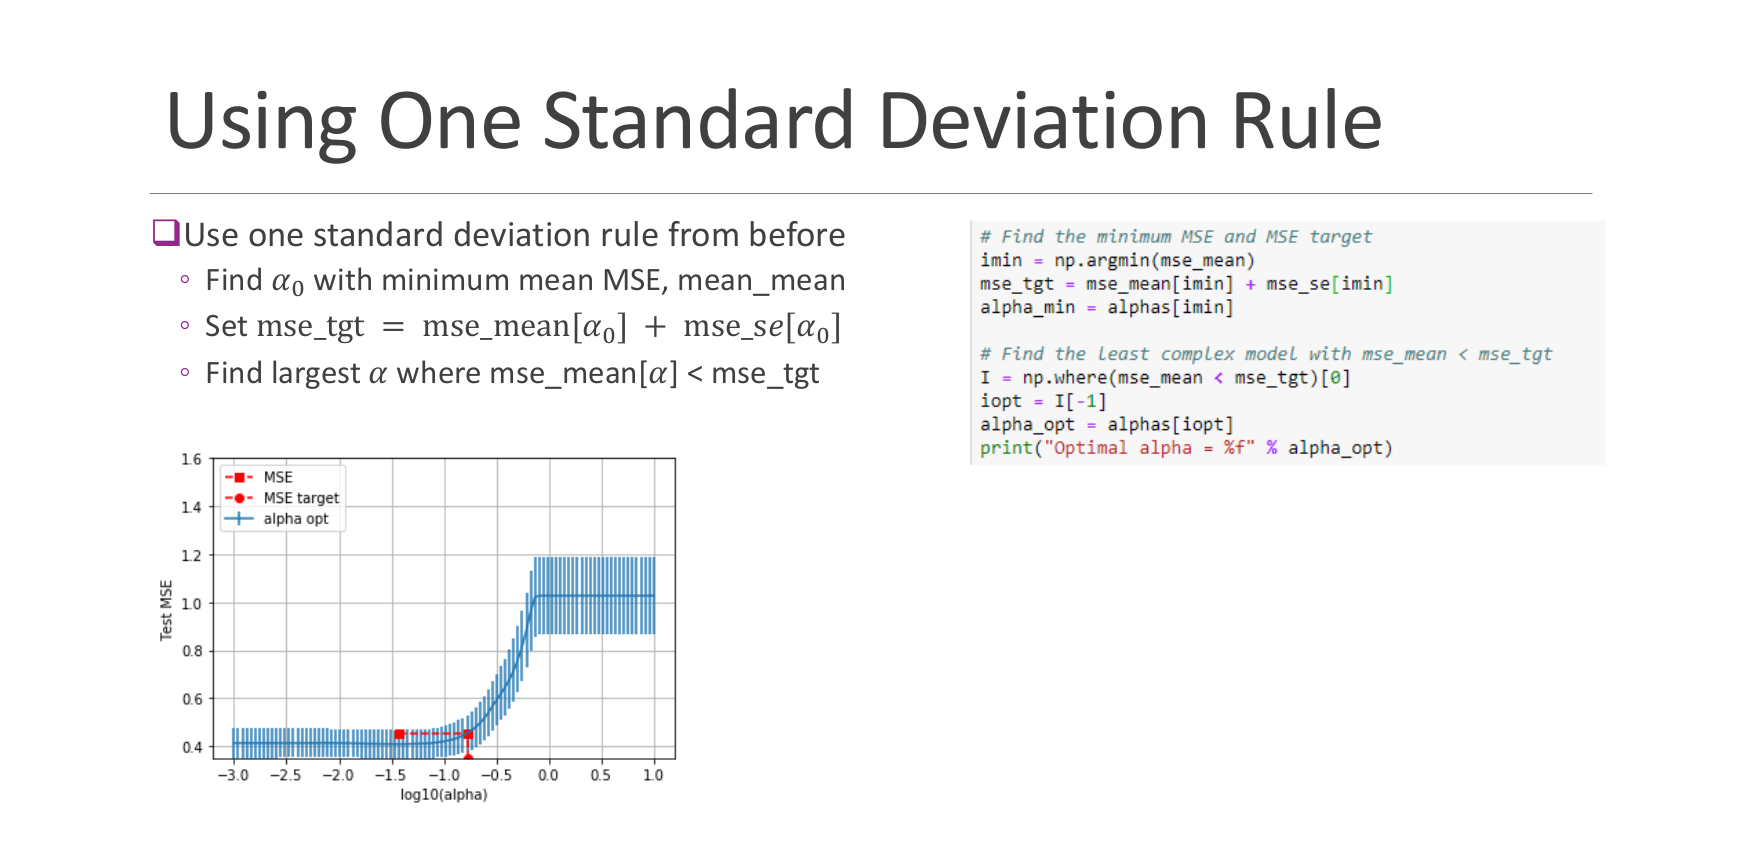 Using One Standard Deviation Rule
❑Use one standard deviation rule from before
◦ Find 𝛼₀ with minimum mean MSE, mean_mean
◦ Set mse_tgt = mse_mean[𝛼₀] + mse_se[𝛼₀]
◦ Find largest 𝛼 where mse_mean[𝛼] < mse_tgt
# Find the minimum MSE and MSE target
imin = np.argmin(mse_mean)
mse_tgt = mse_mean[imin] + mse_se[imin]
alpha_min = alphas[imin]
# Find the least complex model with mse_mean < mse_tgt
I = np.where(mse_mean < mse_tgt)[0]
iopt = I[-1]
alpha_opt = alphas[iopt]
print("Optimal alpha = %f" % alpha_opt)
MSE
MSE target
alpha opt
1.6
1.4
1.2
1.0
0.8
0.6
0.4
Test MSE
−3.0 −2.5 −2.0 −1.5 −1.0 −0.5 0.0 0.5 1.0
log10(alpha)